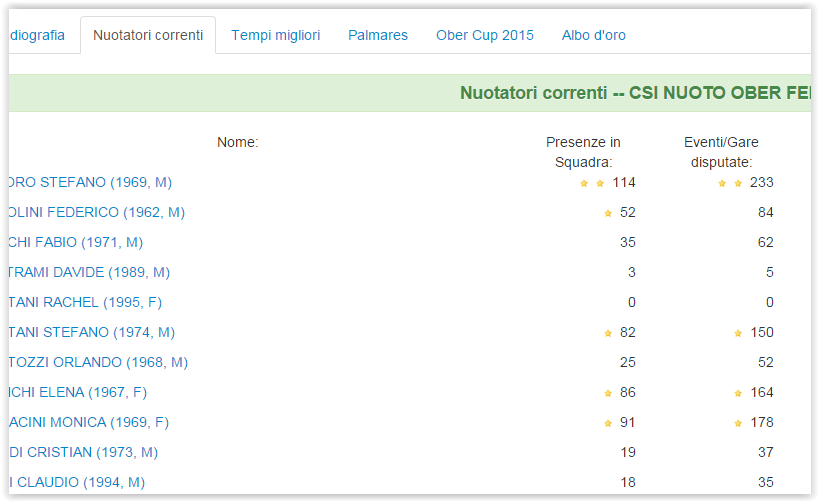 diografia Nuotatori correnti Tempi migliori Palmares Ober Cup 2015 Albo d'oro
Nuotatori correnti -- CSI NUOTO OBER
Nome: Presenze in Squadra: Eventi/Gare disputate:
ORO STEFANO (1969, M) 114 233
OLINI FEDERICO (1962, M) 52 84
CHI FABIO (1971, M) 35 62
TRAMI DAVIDE (1989, M) 3 5
TANI RACHEL (1995, F) 0 0
TANI STEFANO (1974, M) 82 150
TOZZI ORLANDO (1968, M) 25 52
CHI ELENA (1967, F) 86 164
ACINI MONICA (1969, F) 91 178
DI CRISTIAN (1973, M) 19 37
I CLAUDIO (1994, M) 18 35